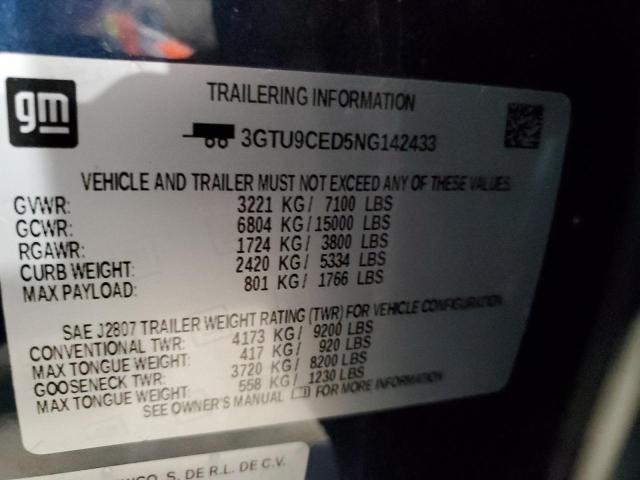 gm
TRAILERING INFORMATION
3GTU9CED5NG142433
VEHICLE AND TRAILER MUST NOT EXCEED ANY OF THESE VALUES
GVWR: 3221 KG/ 7100 LBS
GCWR: 6804 KG/15000 LBS
RGAWR: 1724 KG/ 3800 LBS
CURB WEIGHT: 2420 KG/ 5334 LBS
MAX PAYLOAD: 801 KG/ 1766 LBS
SAE J2807 TRAILER WEIGHT RATING (TWR) FOR VEHICLE CONFIGURATION
CONVENTIONAL TWR: 4173 KG/ 9200 LBS
MAX TONGUE WEIGHT: 417 KG/ 920 LBS
GOOSENECK TWR: 3720 KG/ 8200 LBS
MAX TONGUE WEIGHT: 558 KG/ 1230 LBS
SEE OWNER'S MANUAL FOR MORE INFORMATION
S. DE R.L. DE C.V.